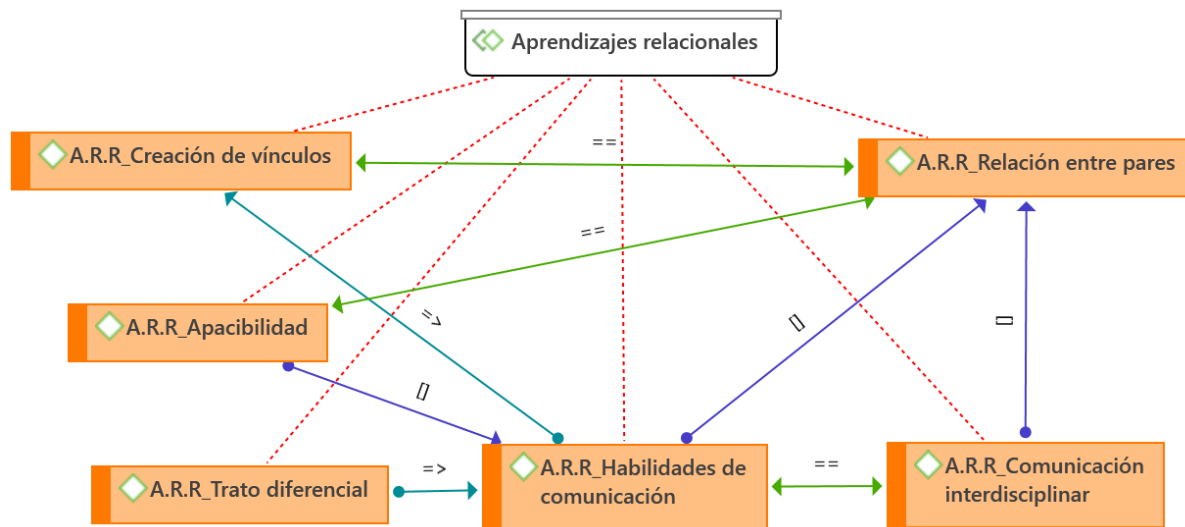 Aprendizajes relacionales
A.R.R_Creación de vínculos
==
A.R.R_Relación entre pares
==
=>
A.R.R_Apacibilidad
[]
[]
[]
A.R.R_Trato diferencial
=>
A.R.R_Habilidades de
comunicación
==
A.R.R_Comunicación
interdisciplinar